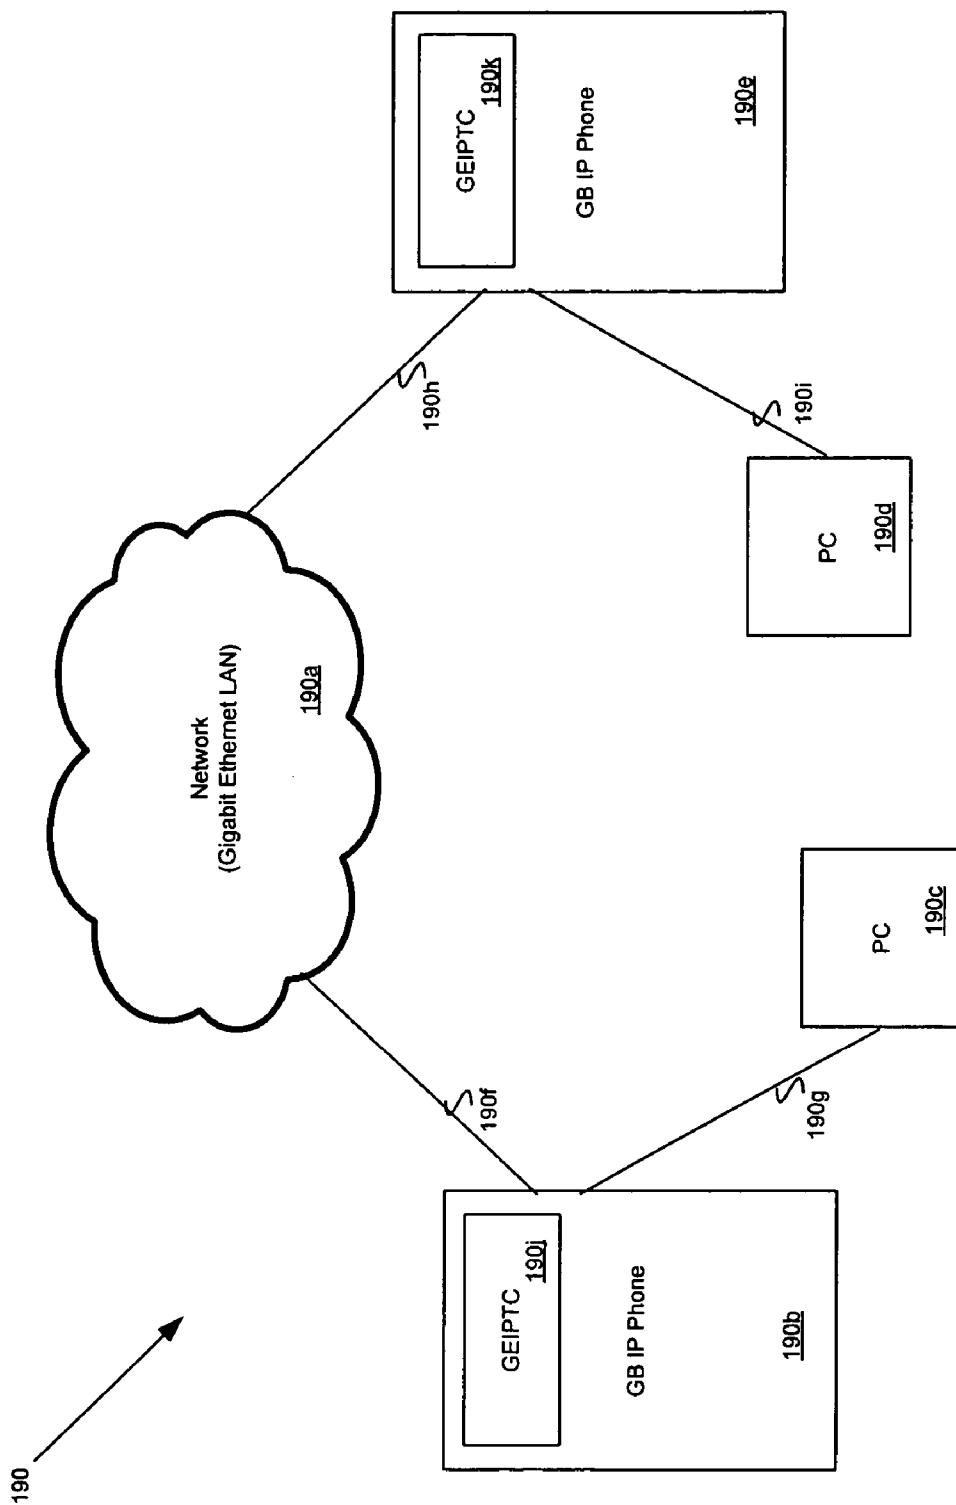 190
Network
(Gigabit Ethernet LAN)
190a
190f
190h
GEIPTC
190j
GB IP Phone
190b
190g
PC
190c
PC
190d
190i
GEIPTC
190k
GB IP Phone
190e